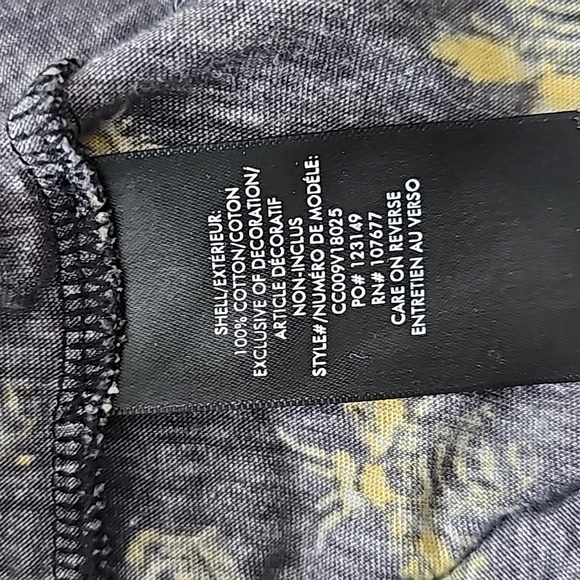 SHELL/EXTÉRIEUR:
100% COTTON/COTON
EXCLUSIVE OF DECORATION/
ARTICLE DÉCORATIF
NON-INCLUS
STYLE#/NUMÉRO DE MODÈLE:
CC009V18025
PO# 123149
RN# 107677
CARE ON REVERSE
ENTRETIEN AU VERSO